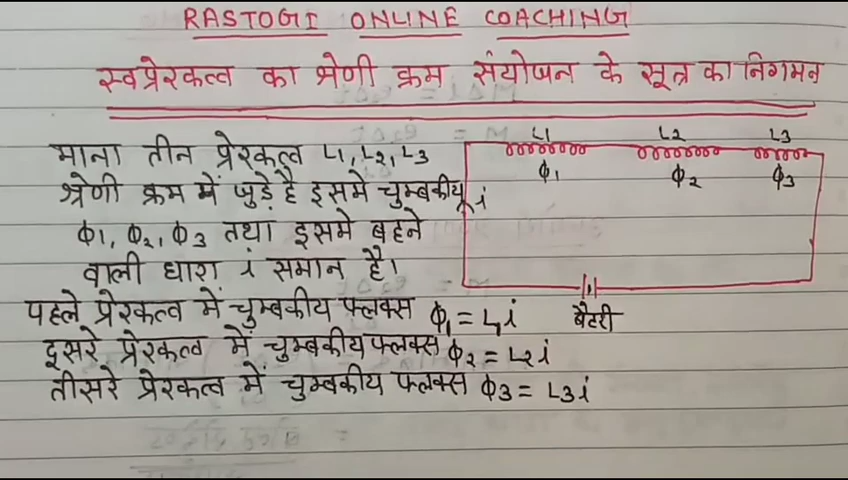 RASTOGI ONLINE COACHING
स्वप्रेरकत्व का श्रेणी क्रम संयोजन के सूत्र का निगमन
माना तीन प्रेरकत्व L1, L2, L3
श्रेणी क्रम में जुड़े है इसमे चुम्बकीय
Φ1, Φ2, Φ3 तथा इसमे बहने
वाली धारा i समान है।
L1 L2 L3
Φ1 Φ2 Φ3
i
बैटरी
पहले प्रेरकत्व में चुम्बकीय फ्लक्स Φ1 = L1i
दूसरे प्रेरकत्व में चुम्बकीय फ्लक्स Φ2 = L2i
तीसरे प्रेरकत्व में चुम्बकीय फ्लक्स Φ3 = L3i